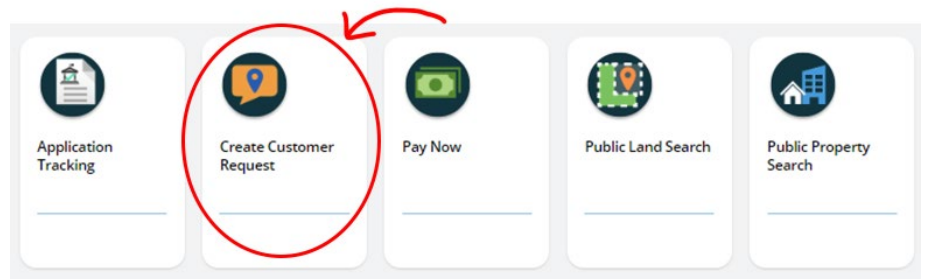 Application
Tracking
Create Customer
Request
Pay Now
Public Land Search
Public Property
Search